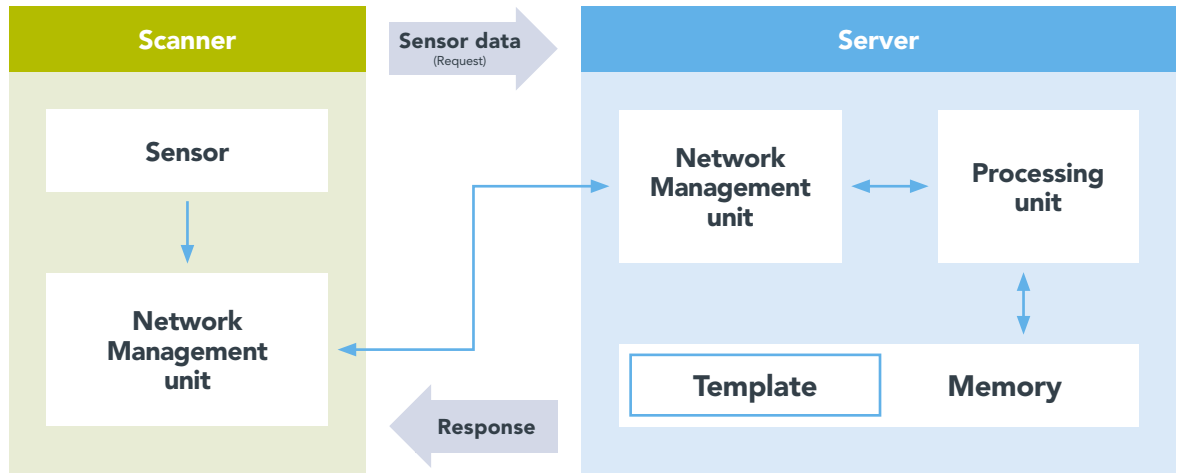 Scanner
Sensor data
(Request)
Server
Sensor
Network
Management
unit
Network
Management
unit
Processing
unit
Template
Memory
Response